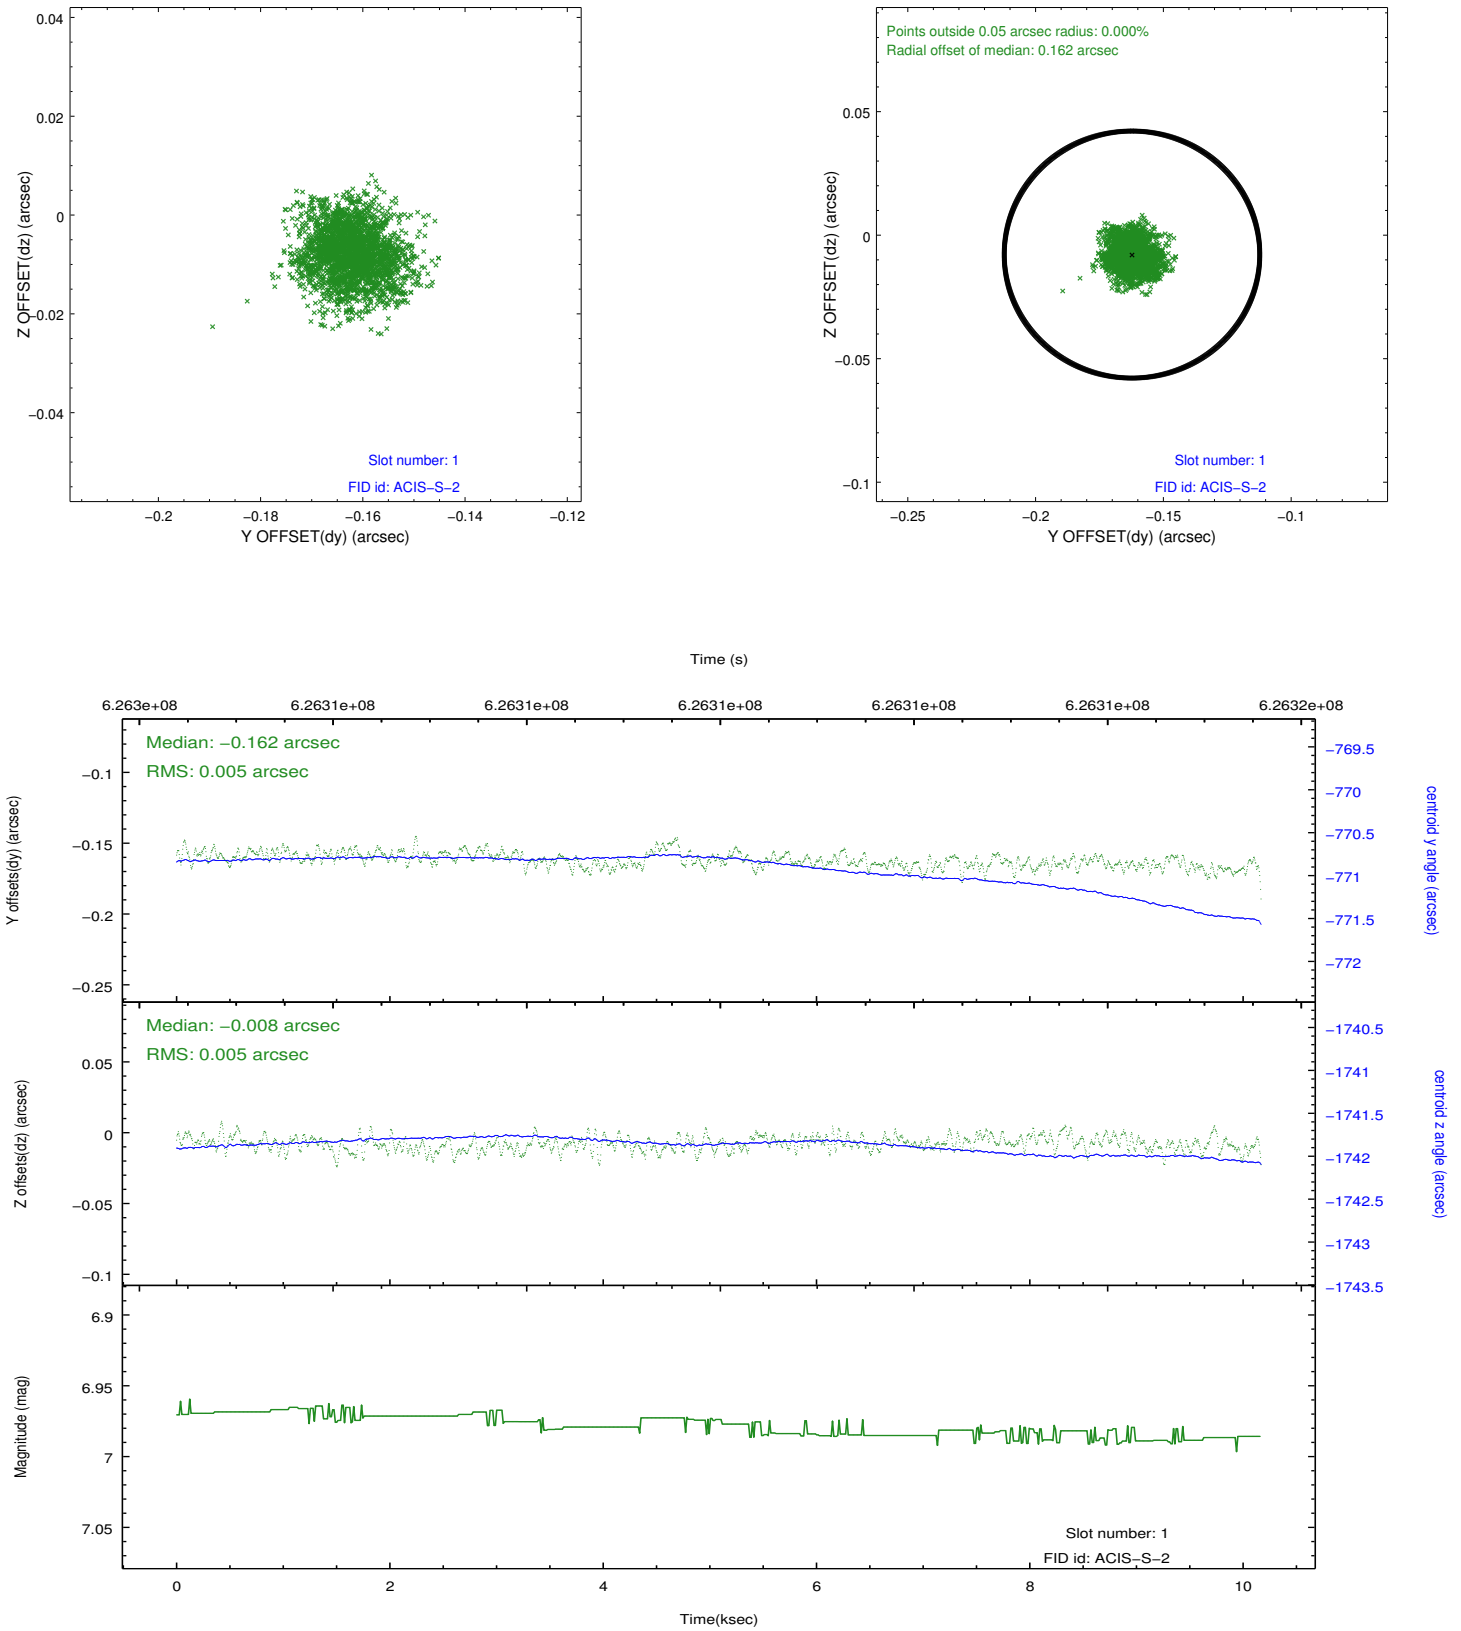 0.04
0.02
0
−0.02
−0.04
Z OFFSET(dz) (arcsec)
Slot number: 1
FID id: ACIS−S−2
−0.2
−0.18
−0.16
−0.14
−0.12
Y OFFSET(dy) (arcsec)
Points outside 0.05 arcsec radius: 0.000%
Radial offset of median: 0.162 arcsec
0.05
0
−0.05
−0.1
Z OFFSET(dz) (arcsec)
Slot number: 1
FID id: ACIS−S−2
−0.25
−0.2
−0.15
−0.1
Y OFFSET(dy) (arcsec)
Time (s)
6.263e+08
6.2631e+08
6.2631e+08
6.2631e+08
6.2631e+08
6.2631e+08
6.2632e+08
Median: −0.162 arcsec
RMS: 0.005 arcsec
−0.1
−0.15
−0.2
−0.25
Y offsets(dy) (arcsec)
−769.5
−770
−770.5
−771
−771.5
−772
centroid y angle (arcsec)
Median: −0.008 arcsec
RMS: 0.005 arcsec
0.05
0
−0.05
−0.1
Z offsets(dz) (arcsec)
−1740.5
−1741
−1741.5
−1742
−1742.5
−1743
−1743.5
centroid z angle (arcsec)
6.9
6.95
7
7.05
Magnitude (mag)
Slot number: 1
FID id: ACIS−S−2
0
2
4
6
8
10
Time(ksec)